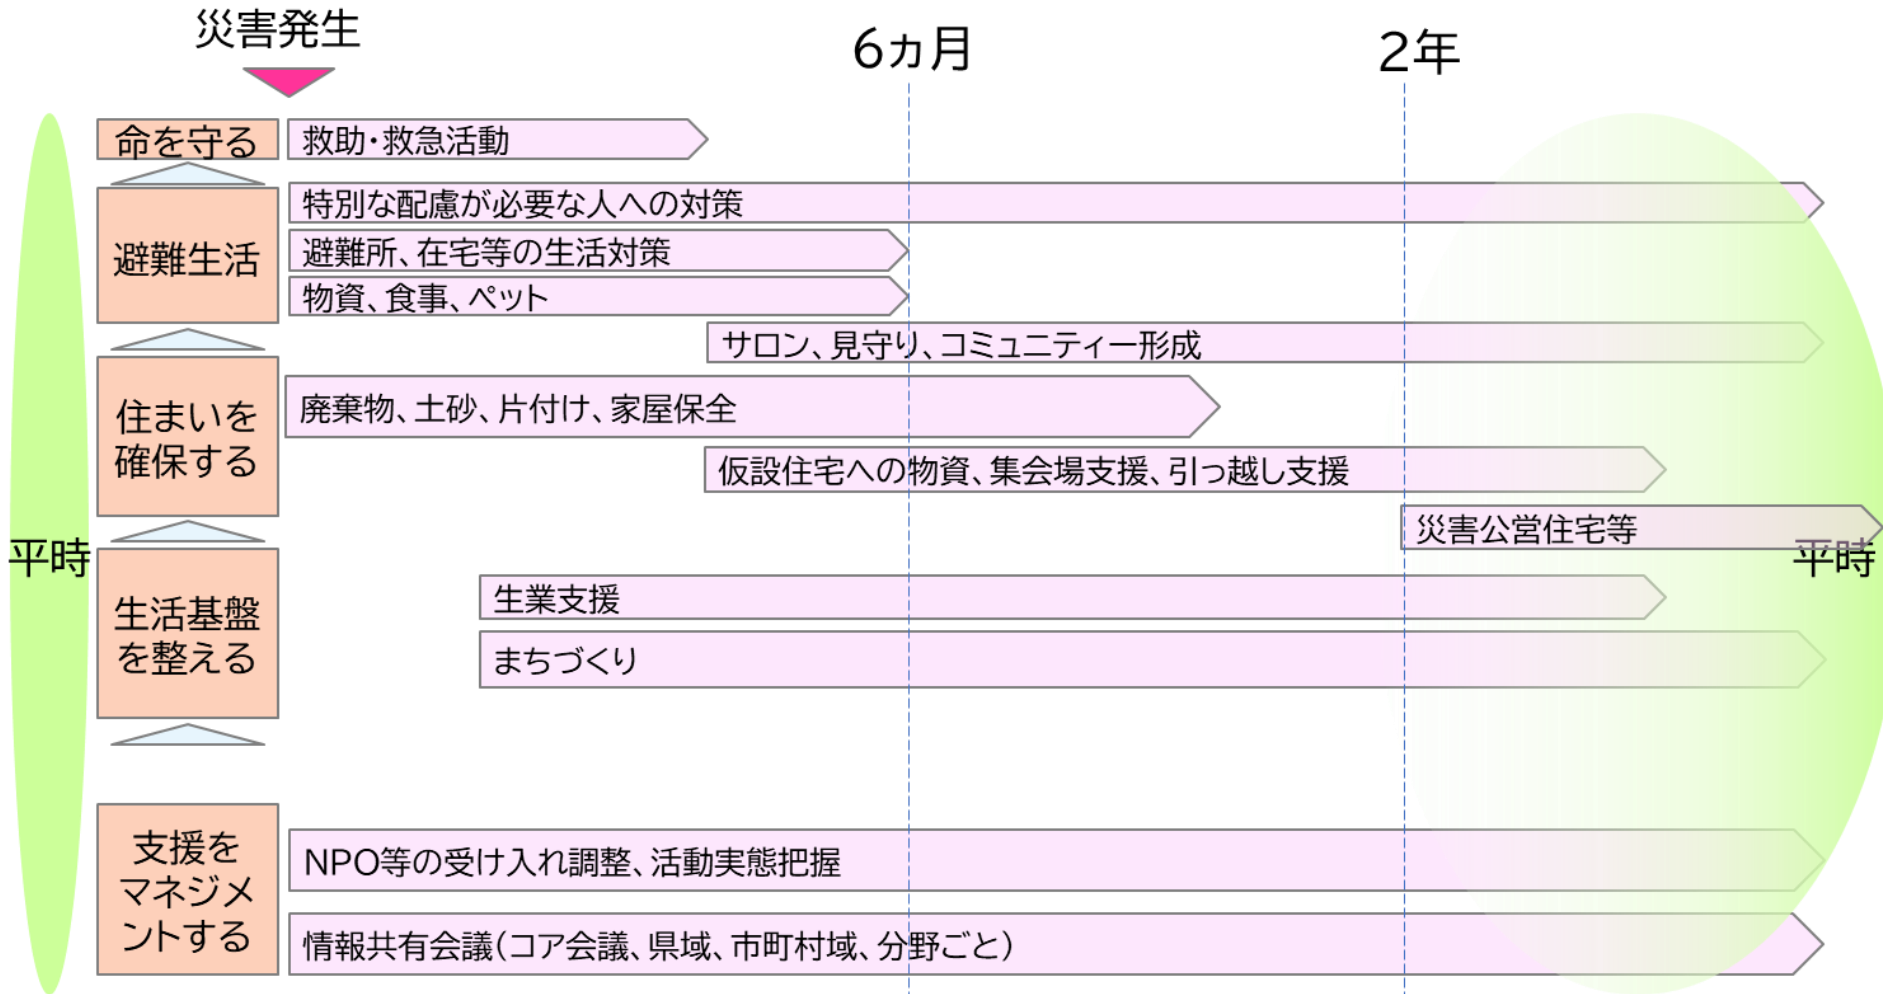 災害発生
6ヵ月
2年
命を守る
救助・救急活動
避難生活
特別な配慮が必要な人への対策
避難所、在宅等の生活対策
物資、食事、ペット
サロン、見守り、コミュニティー形成
住まいを
確保する
廃棄物、土砂、片付け、家屋保全
仮設住宅への物資、集会場支援、引っ越し支援
災害公営住宅等
平時
平時
生活基盤
を整える
生業支援
まちづくり
支援を
マネジメ
ントする
NPO等の受け入れ調整、活動実態把握
情報共有会議(コア会議、県域、市町村域、分野ごと)